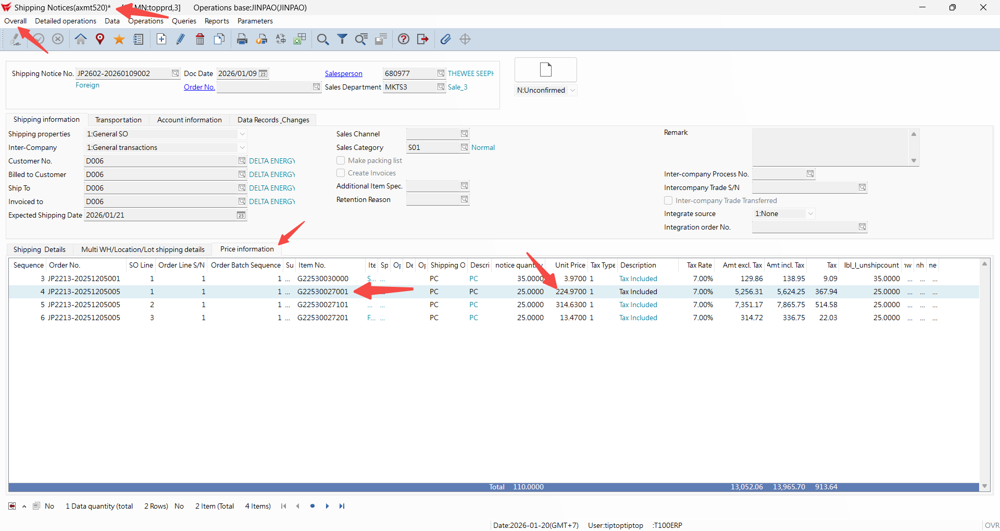 Shipping Notices(axmt520)* MN:topprd,3] Operations base:JINPAO(JINPAO)
Overall Detailed operations Data Operations Queries Reports Parameters
Shipping Notice No. JP2602-20260109002 Doc Date 2026/01/09 25 Salesperson 680977 THEWEE SEEPH
Foreign Order No. Sales Department MKTS3 Sale_3
N:Unconfirmed
Shipping information Transportation Account information Data Records _Changes
Shipping properties 1:General SO Sales Channel Remark
Inter-Company 1:General transactions Sales Category S01 Normal
Customer No. D006 DELTA ENERGY Make packing list
Billed to Customer D006 DELTA ENERGY Create Invoices Inter-company Process No.
Ship To D006 DELTA ENERGY Additional Item Spec. Intercompany Trade S/N
Invoiced to D006 DELTA ENERGY Retention Reason Inter-company Trade Transferred
Expected Shipping Date 2026/01/21 25 Integrate source 1:None
Integration order No.
Shipping Details Multi WH/Location/Lot shipping details Price information
Sequence Order No. SO Line Order Line S/N Order Batch Sequence Su Item No. Ite Sp Op De Op Shipping O Descri notice quantity Unit Price Tax Type Description Tax Rate Amt excl. Tax Amt incl. Tax Tax lbl_l_unshipcount nw nh ne
3 JP2213-20251205001 1 1 1 ... G22530030000 S... ... PC PC 35.0000 3.9700 1 Tax Included 7.00% 129.86 138.95 9.09 35.0000 ... ... ...
4 JP2213-20251205005 1 1 1 ... G22530027001 ... PC PC 25.0000 224.9700 1 Tax Included 7.00% 5,256.31 5,624.25 367.94 25.0000 ... ... ...
5 JP2213-20251205005 2 1 1 ... G22530027101 ... ... PC PC 25.0000 314.6300 1 Tax Included 7.00% 7,351.17 7,865.75 514.58 25.0000 ... ... ...
6 JP2213-20251205005 3 1 1 ... G22530027201 F... ... PC PC 25.0000 13.4700 1 Tax Included 7.00% 314.72 336.75 22.03 25.0000 ... ... ...
Total 110.0000 13,052.06 13,965.70 913.64
No 1 Data quantity (total 2 Rows) No 2 Item (Total 4 Items)
Date:2026-01-20(GMT+7) User:tiptoptiptop :T100ERP OVR